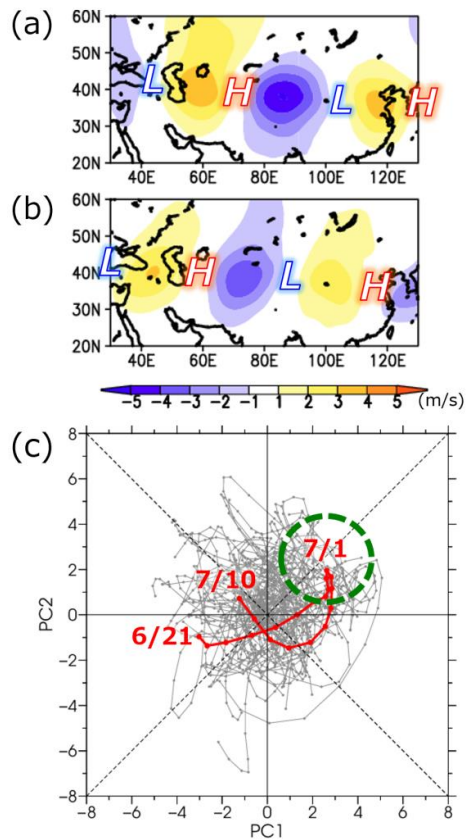 (a)
60N
50N
40N
30N
20N
L H L H
40E 60E 80E 100E 120E
(b)
60N
50N
40N
30N
20N
L H L H
40E 60E 80E 100E 120E
-5 -4 -3 -2 -1 1 2 3 4 5 (m/s)
(c)
8
6
4
2
0
−2
−4
−6
−8
PC2
7/1
7/10
6/21
−8 −6 −4 −2 0 2 4 6 8
PC1